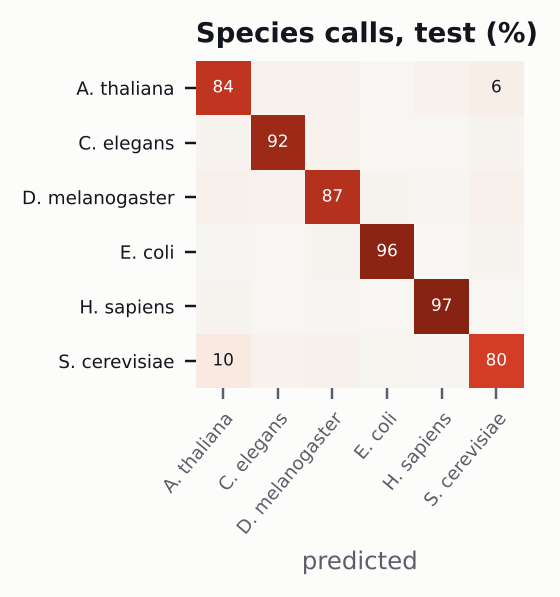 Species calls, test (%)
A. thaliana 84 6
C. elegans 92
D. melanogaster 87
E. coli 96
H. sapiens 97
S. cerevisiae 10 80
A. thaliana
C. elegans
D. melanogaster
E. coli
H. sapiens
S. cerevisiae
predicted